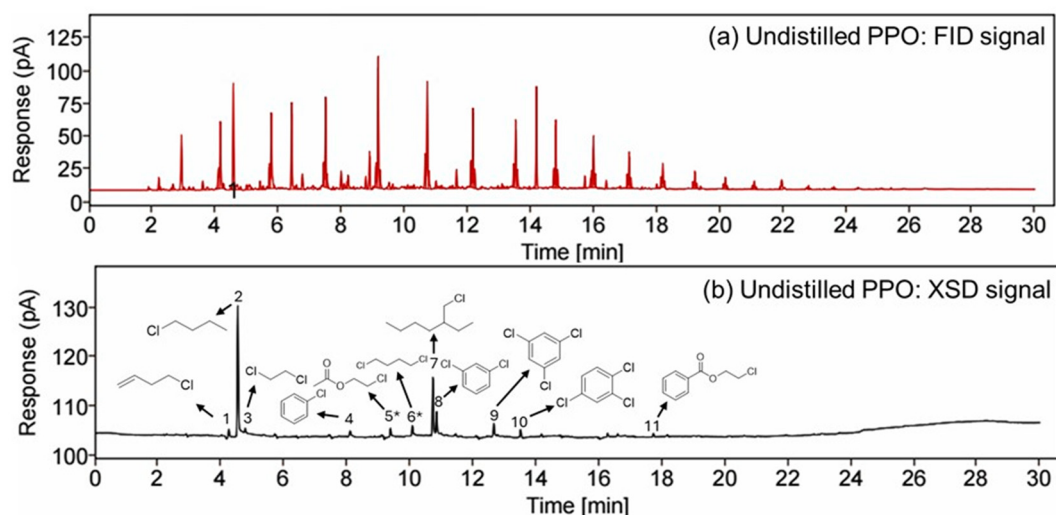 (a) Undistilled PPO: FID signal
Response (pA)
125
100
75
50
25
0
0 2 4 6 8 10 12 14 16 18 20 22 24 26 28 30
Time [min]
(b) Undistilled PPO: XSD signal
Response (pA)
130
120
110
100
Cl
Cl
Cl
Cl
Cl
O
O
Cl
Cl
Cl
Cl
Cl
Cl
Cl
Cl
Cl
Cl
Cl
Cl
O
O
Cl
1 2 3 4 5* 6* 7 8 9 10 11
0 2 4 6 8 10 12 14 16 18 20 22 24 26 28 30
Time [min]